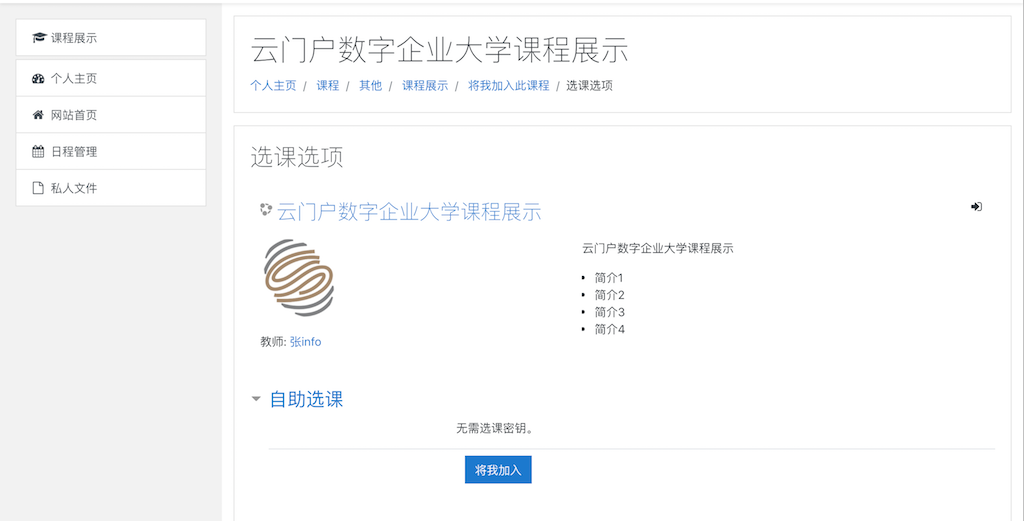 课程展示
个人主页
网站首页
日程管理
私人文件
云门户数字企业大学课程展示
个人主页 / 课程 / 其他 / 课程展示 / 将我加入此课程 / 选课选项
选课选项
云门户数字企业大学课程展示
云门户数字企业大学课程展示
• 简介1
• 简介2
• 简介3
• 简介4
教师: 张info
自助选课
无需选课密钥。
将我加入